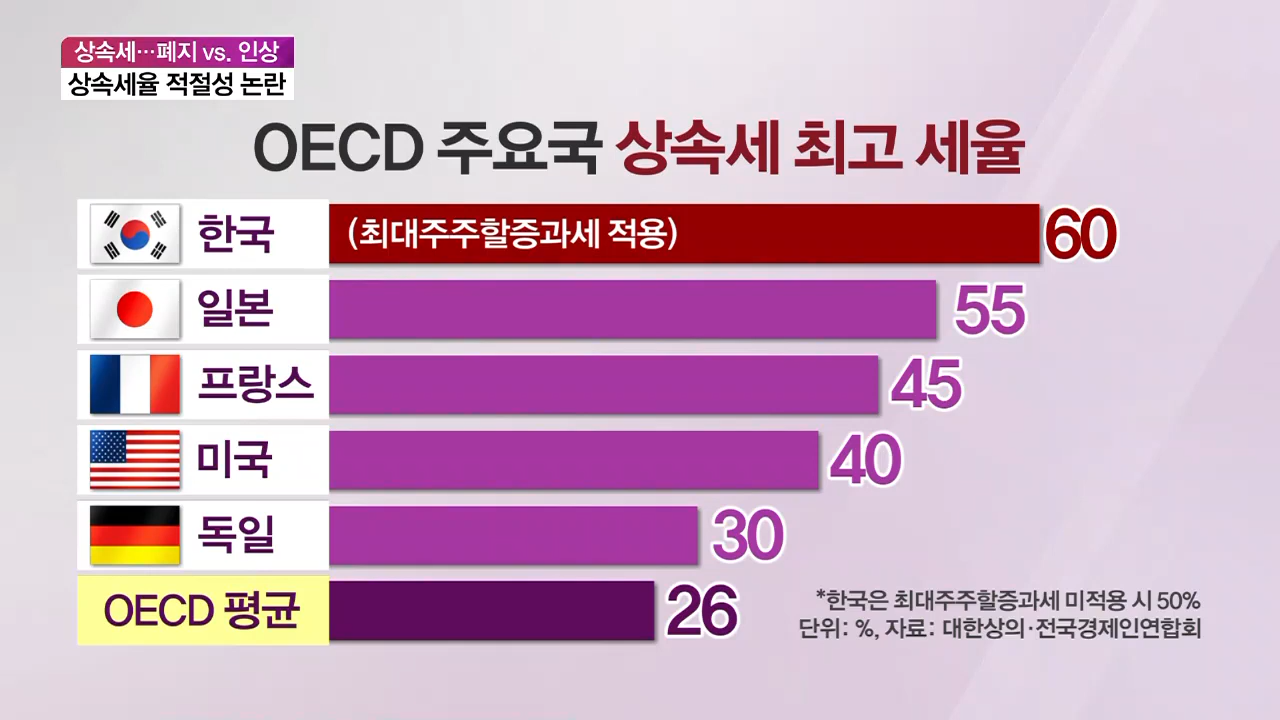 상속세…폐지 vs. 인상
상속세율 적절성 논란
OECD 주요국 상속세 최고 세율
한국 (최대주주할증과세 적용) 60
일본 55
프랑스 45
미국 40
독일 30
OECD 평균 26
*한국은 최대주주할증과세 미적용 시 50%
단위: %, 자료: 대한상의·전국경제인연합회